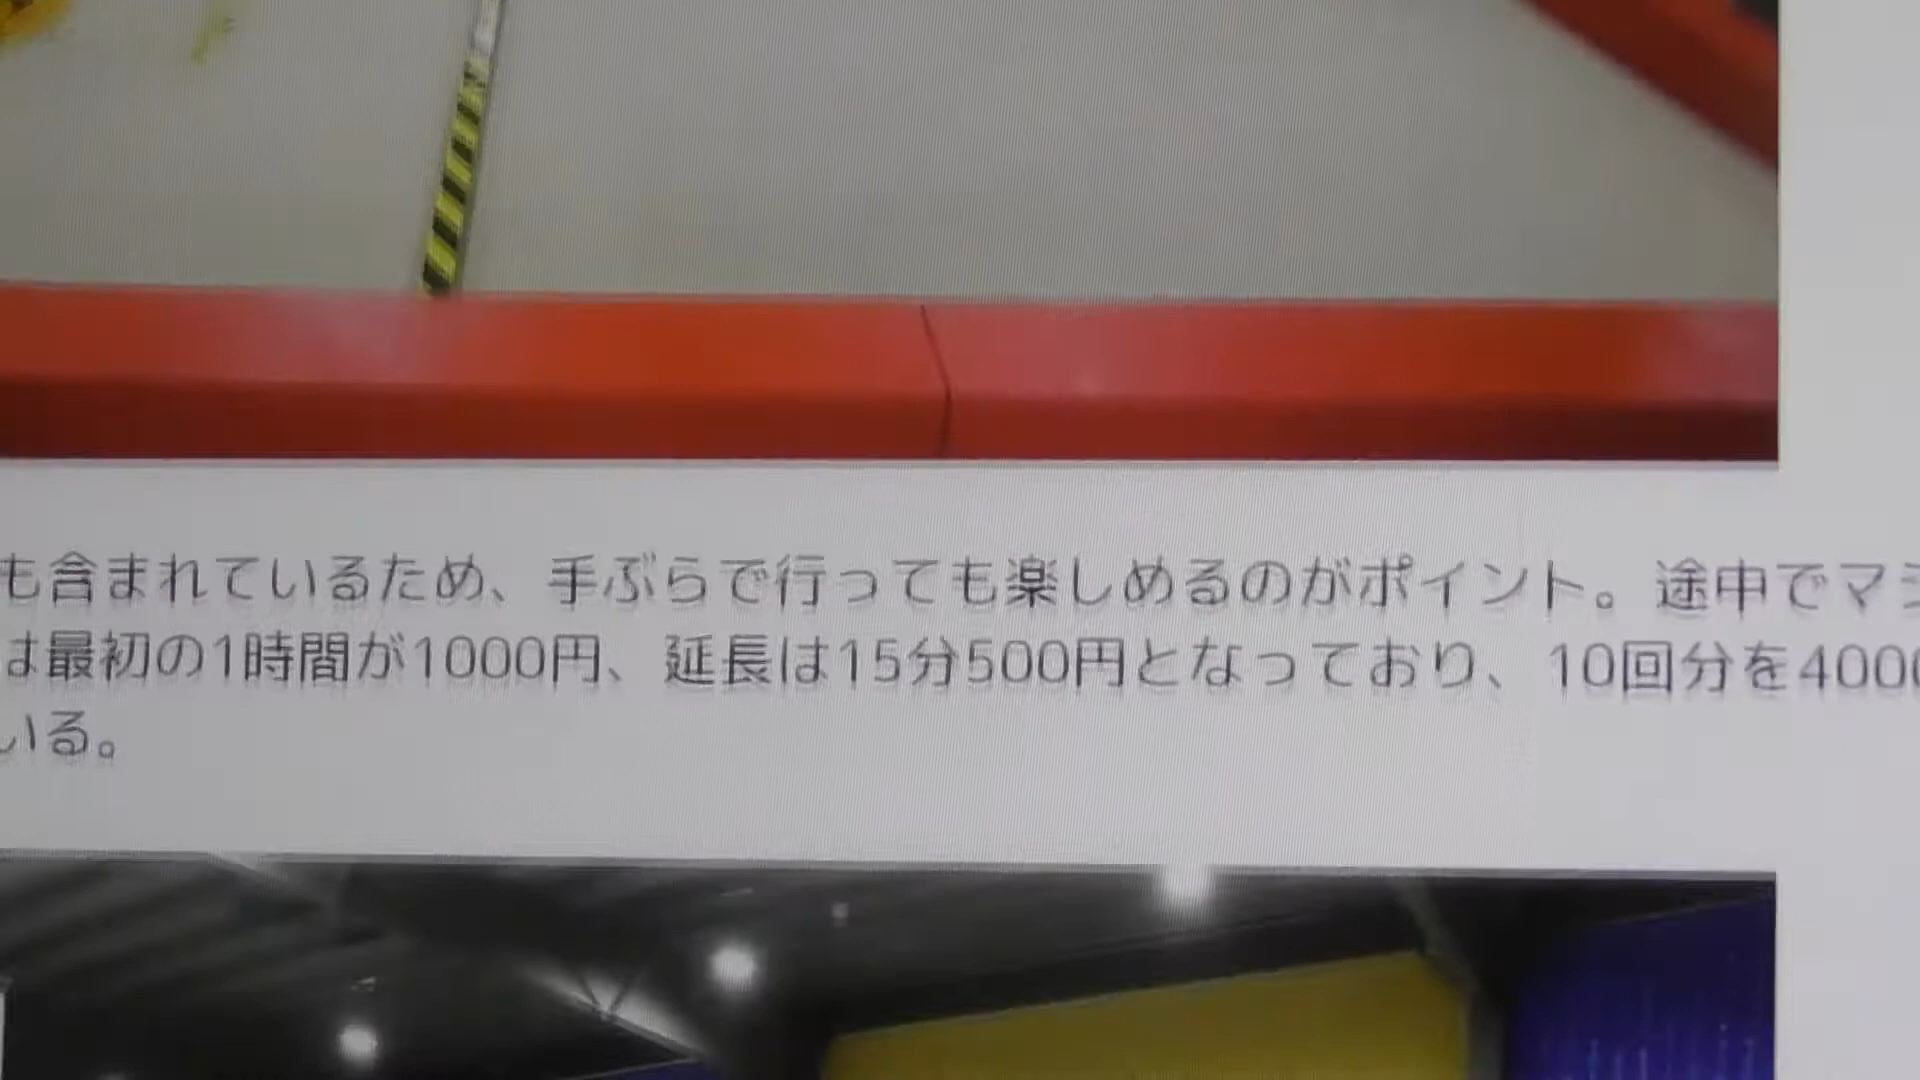 も含まれているため、手ぶらで行っても楽しめるのがポイント。途中でマシ
は最初の1時間が1000円、延長は15分500円となっており、10回分を4000
いる。